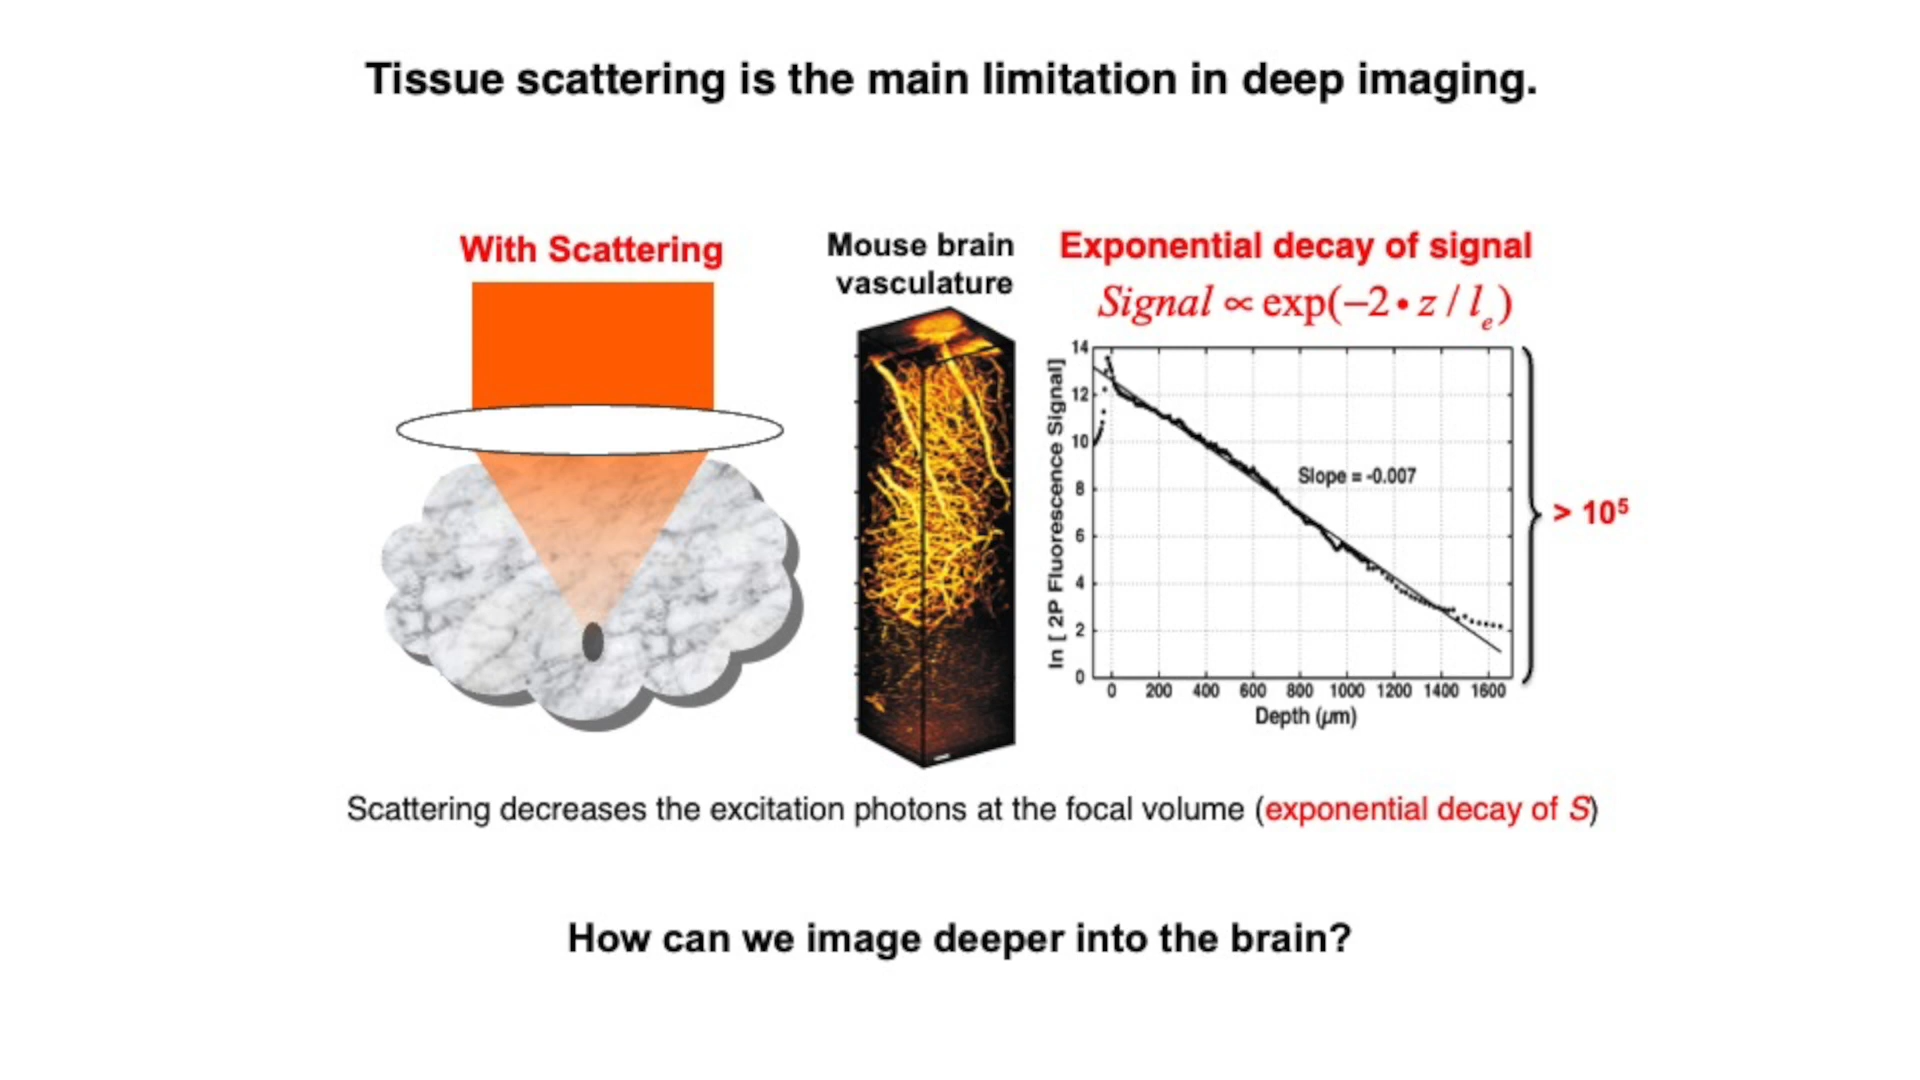 Tissue scattering is the main limitation in deep imaging.
With Scattering
Mouse brain
vasculature
Exponential decay of signal
Signal ∝ exp(−2 • z / lₑ)
14
12
10
8
6
4
2
0
ln [ 2P Fluorescence Signal]
Slope = -0.007
0 200 400 600 800 1000 1200 1400 1600
Depth (μm)
> 10⁵
Scattering decreases the excitation photons at the focal volume (exponential decay of S)
How can we image deeper into the brain?